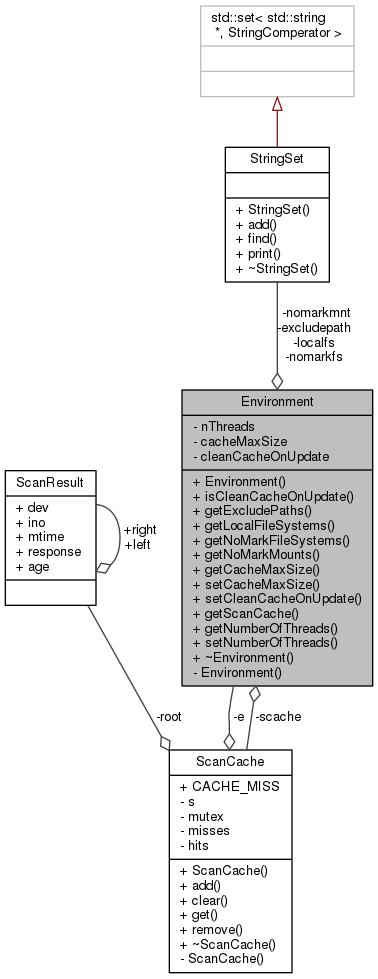 std::set< std::string
*, StringComperator >
StringSet
+ StringSet()
+ add()
+ find()
+ print()
+ ~StringSet()
-nomarkmnt
-excludepath
-localfs
-nomarkfs
Environment
- nThreads
- cacheMaxSize
- cleanCacheOnUpdate
+ Environment()
+ isCleanCacheOnUpdate()
+ getExcludePaths()
+ getLocalFileSystems()
+ getNoMarkFileSystems()
+ getNoMarkMounts()
+ getCacheMaxSize()
+ setCacheMaxSize()
+ setCleanCacheOnUpdate()
+ getScanCache()
+ getNumberOfThreads()
+ setNumberOfThreads()
+ ~Environment()
- Environment()
ScanResult
+ dev
+ ino
+ mtime
+ response
+ age
+right
+left
-root
-e
-scache
ScanCache
+ CACHE_MISS
- s
- mutex
- misses
- hits
+ ScanCache()
+ add()
+ clear()
+ get()
+ remove()
+ ~ScanCache()
- ScanCache()